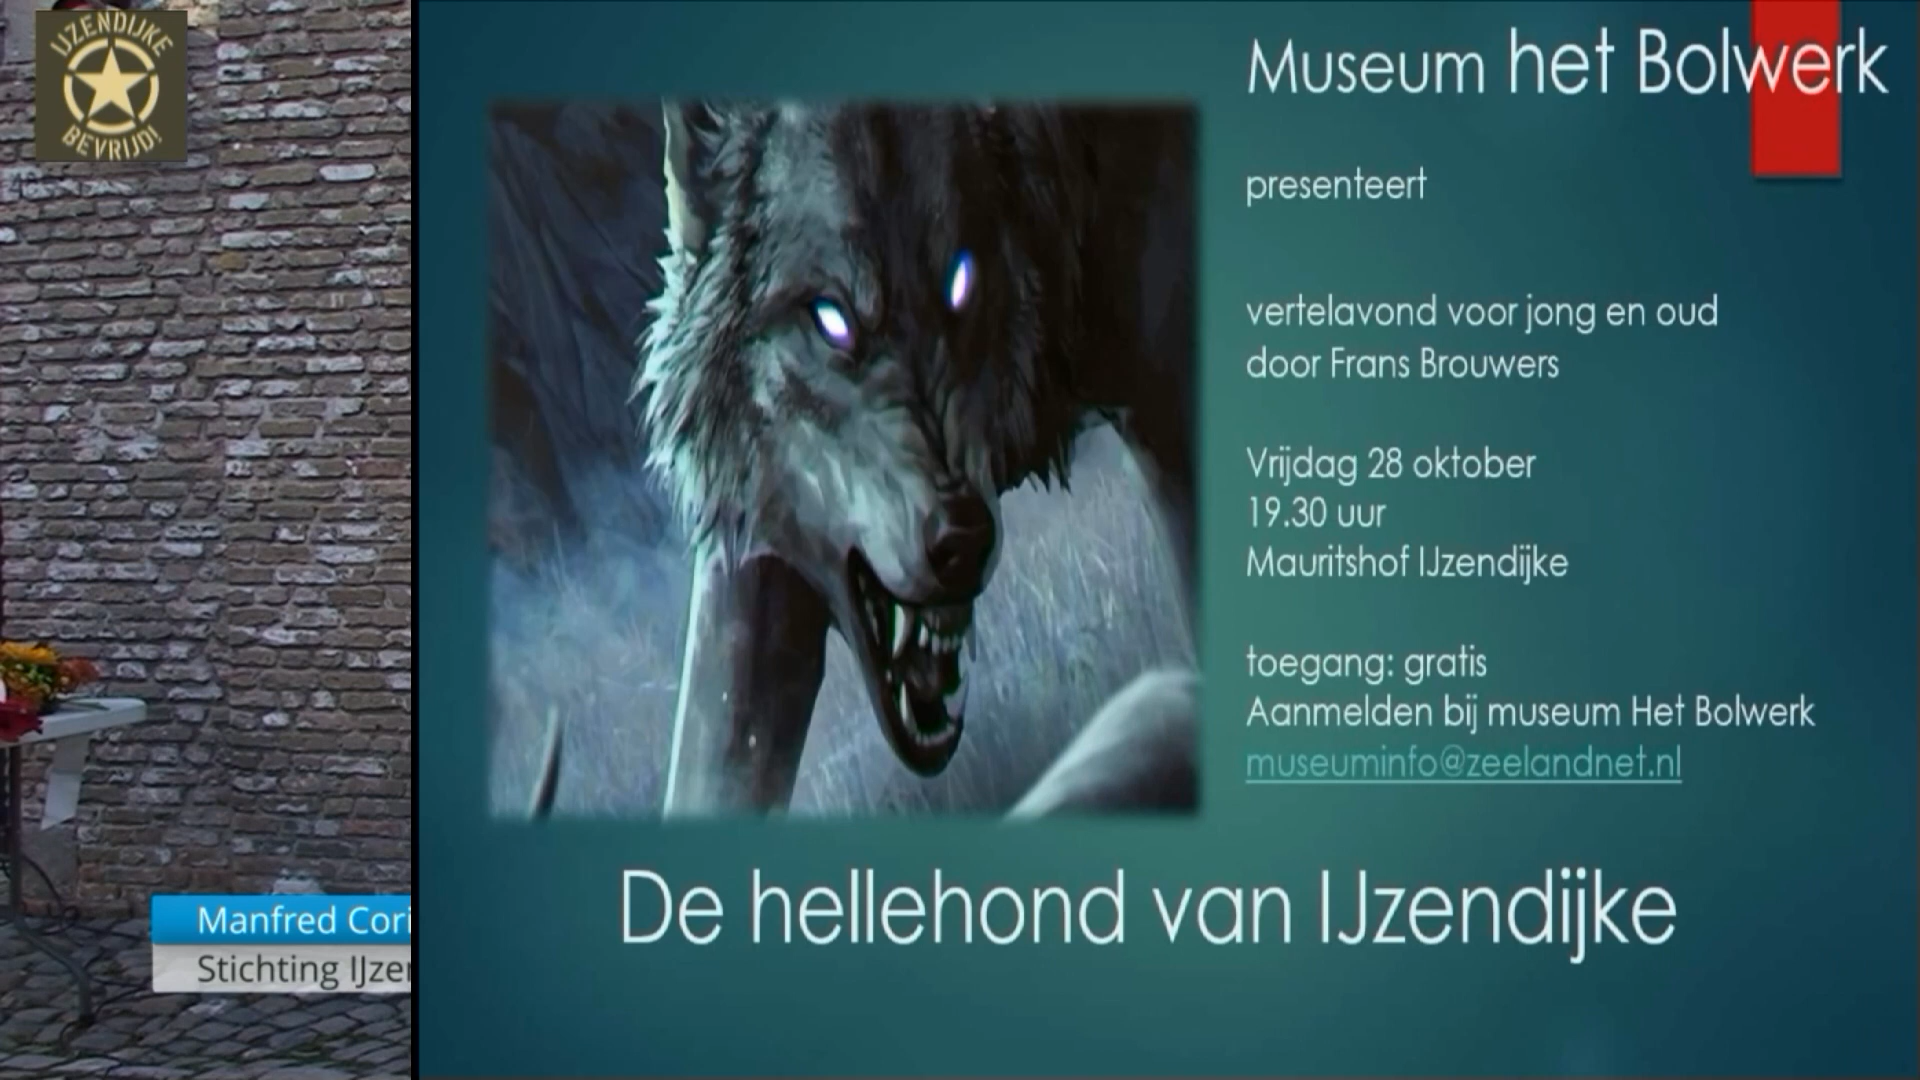 IJZENDIJKE
BEVRIJD!
Manfred Cori
Stichting IJze
Museum het Bolwerk
presenteert
vertelavond voor jong en oud
door Frans Brouwers
Vrijdag 28 oktober
19.30 uur
Mauritshof IJzendijke
toegang: gratis
Aanmelden bij museum Het Bolwerk
museuminfo@zeelandnet.nl
De hellehond van IJzendijke